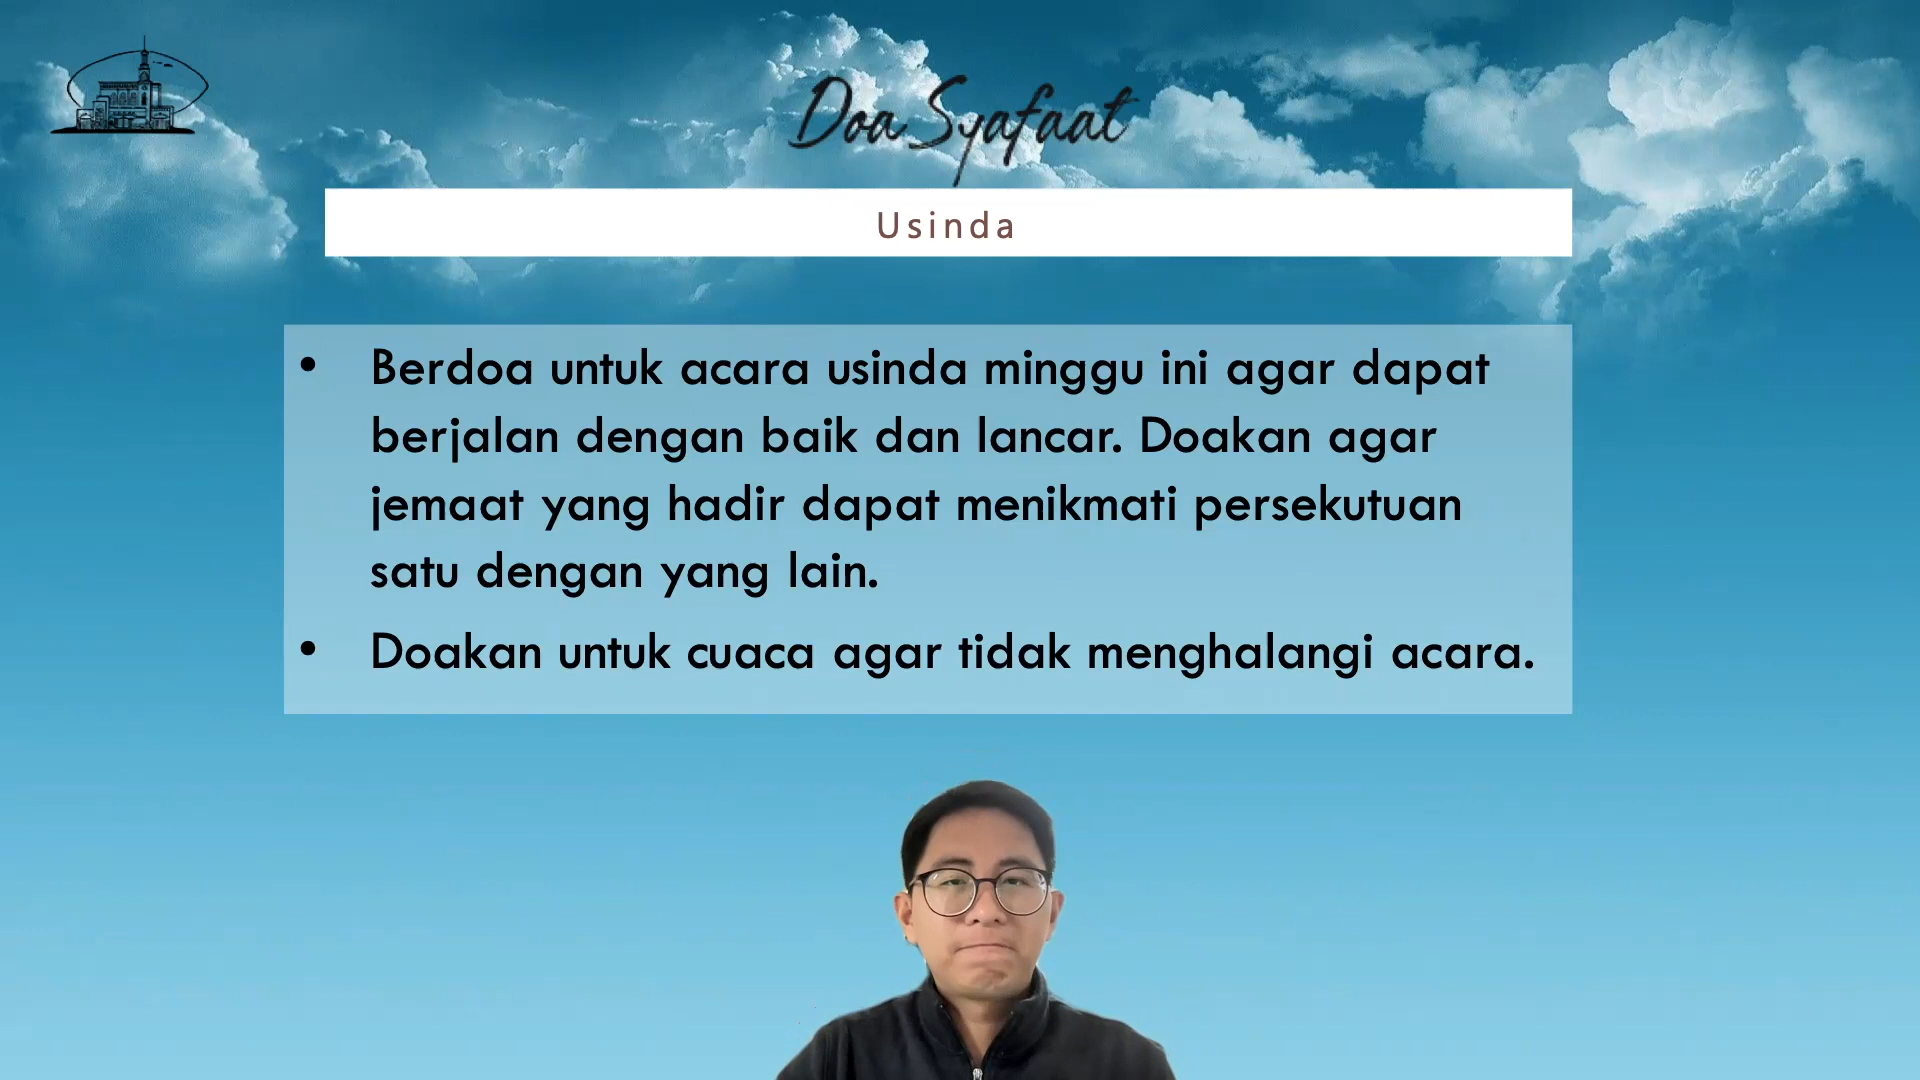 Doa Syafaat
Usinda
• Berdoa untuk acara usinda minggu ini agar dapat
berjalan dengan baik dan lancar. Doakan agar
jemaat yang hadir dapat menikmati persekutuan
satu dengan yang lain.
• Doakan untuk cuaca agar tidak menghalangi acara.